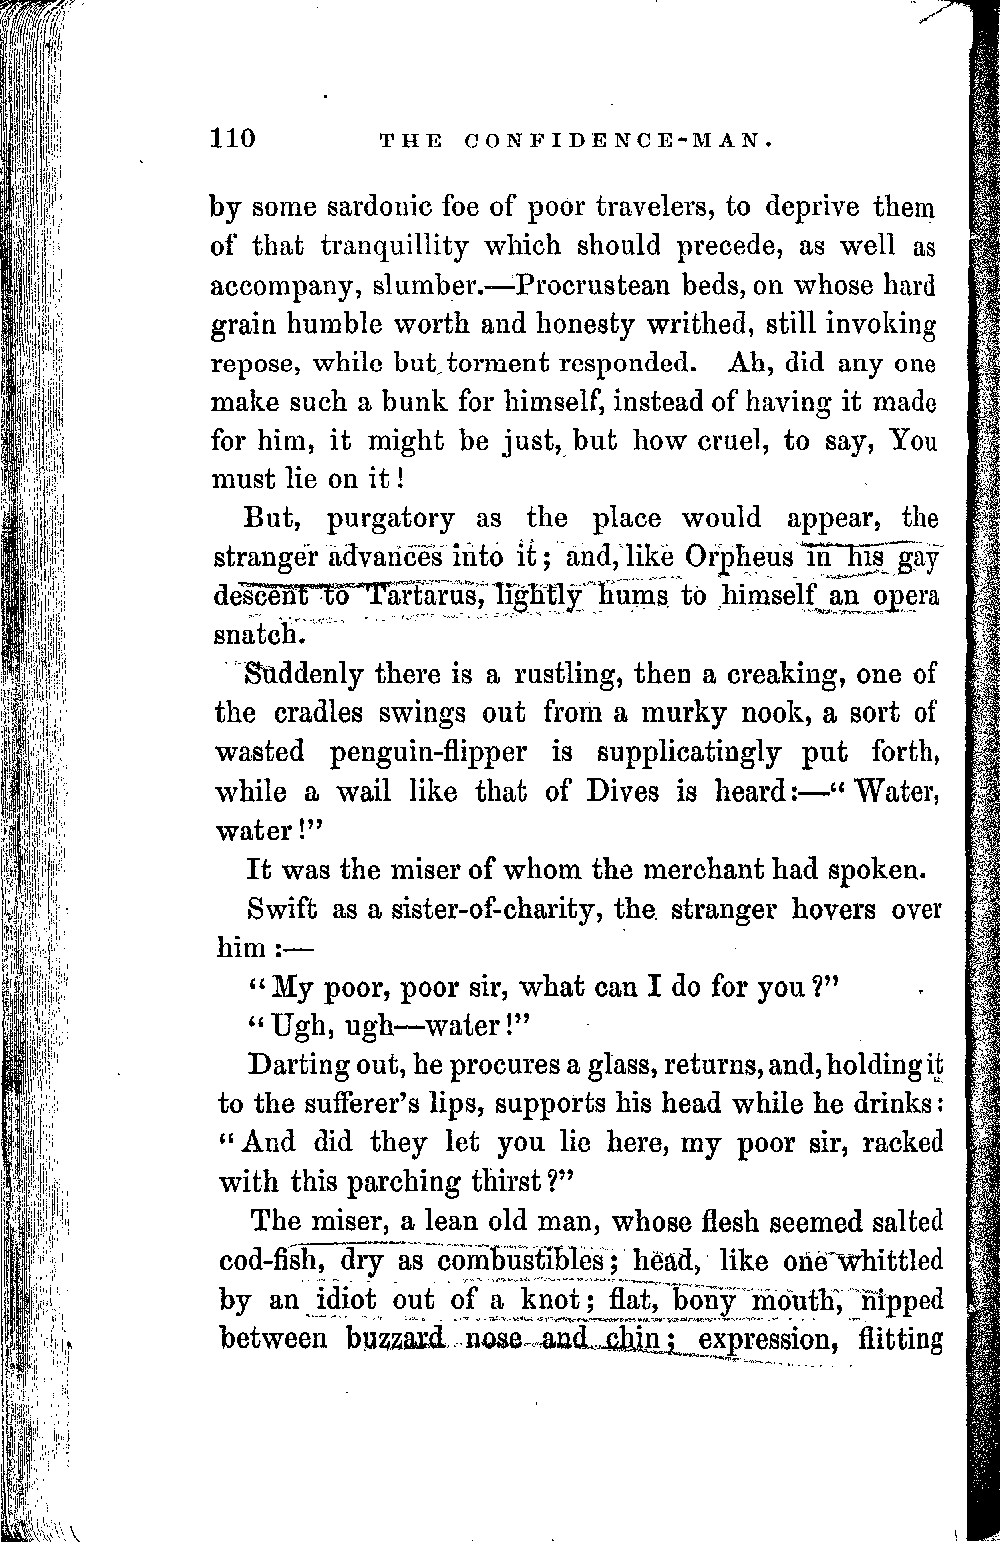 110 THE CONFIDENCE-MAN.
by some sardonic foe of poor travelers, to deprive them
of that tranquillity which should precede, as well as
accompany, slumber.—Procrustean beds, on whose hard
grain humble worth and honesty writhed, still invoking
repose, while but torment responded. Ah, did any one
make such a bunk for himself, instead of having it made
for him, it might be just, but how cruel, to say, You
must lie on it!
But, purgatory as the place would appear, the
stranger advances into it; and, like Orpheus in his gay
descent to Tartarus, lightly hums to himself an opera
snatch.
Suddenly there is a rustling, then a creaking, one of
the cradles swings out from a murky nook, a sort of
wasted penguin-flipper is supplicatingly put forth,
while a wail like that of Dives is heard:—"Water,
water!"
It was the miser of whom the merchant had spoken.
Swift as a sister-of-charity, the stranger hovers over
him:—
"My poor, poor sir, what can I do for you?"
"Ugh, ugh—water!"
Darting out, he procures a glass, returns, and, holding it
to the sufferer's lips, supports his head while he drinks:
"And did they let you lie here, my poor sir, racked
with this parching thirst?"
The miser, a lean old man, whose flesh seemed salted
cod-fish, dry as combustibles; head, like one whittled
by an idiot out of a knot; flat, bony mouth, nipped
between buzzard nose and chin; expression, flitting